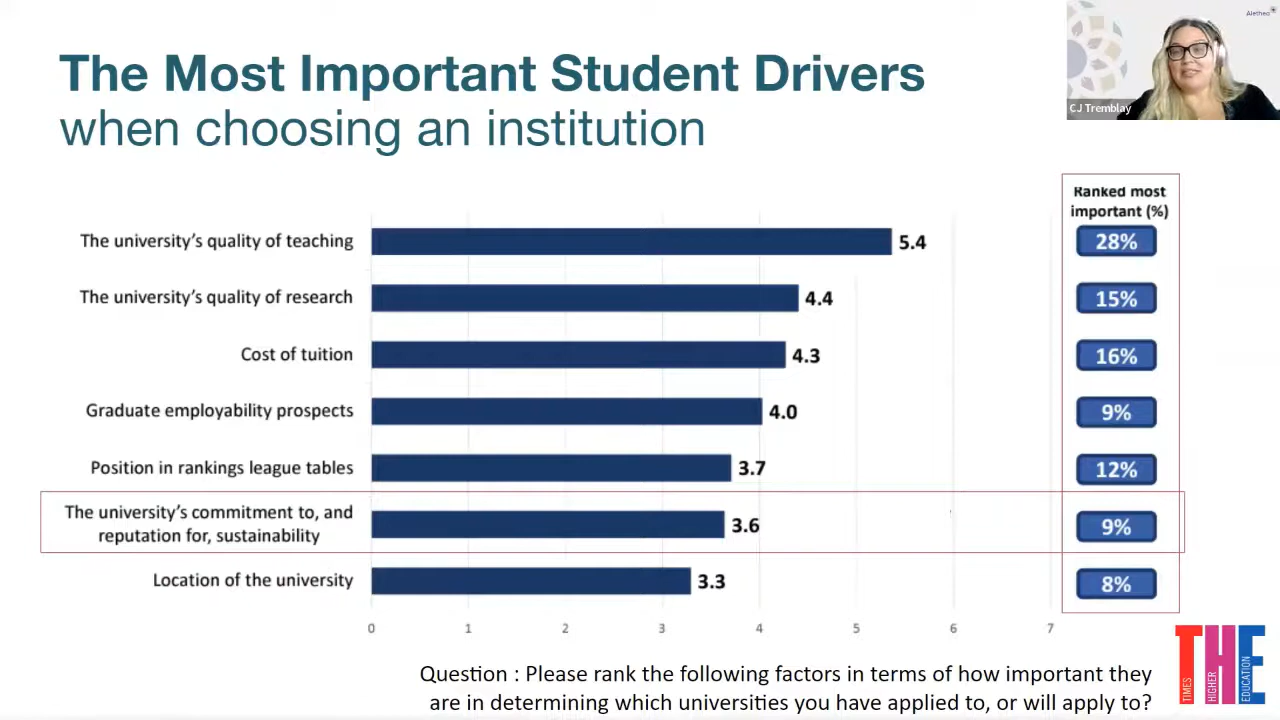 Alethea
The Most Important Student Drivers
when choosing an institution
CJ Tremblay
Ranked most
important (%)
The university’s quality of teaching
5.4
28%
The university’s quality of research
4.4
15%
Cost of tuition
4.3
16%
Graduate employability prospects
4.0
9%
Position in rankings league tables
3.7
12%
The university’s commitment to, and
reputation for, sustainability
3.6
9%
Location of the university
3.3
8%
0 1 2 3 4 5 6 7
Question : Please rank the following factors in terms of how important they
are in determining which universities you have applied to, or will apply to?
THE
TIMES
HIGHER
EDUCATION